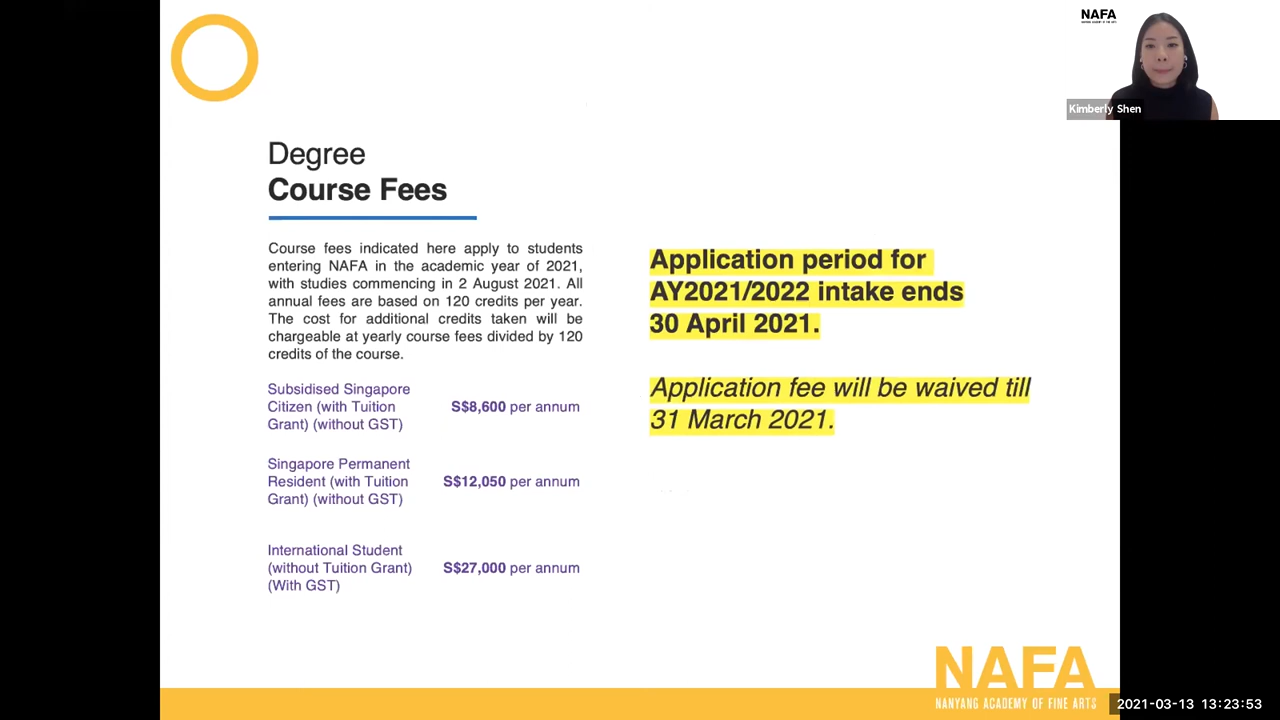 NAFA
NANYANG ACADEMY OF FINE ARTS
Kimberly Shen
Degree
Course Fees
Course fees indicated here apply to students
entering NAFA in the academic year of 2021,
with studies commencing in 2 August 2021. All
annual fees are based on 120 credits per year.
The cost for additional credits taken will be
chargeable at yearly course fees divided by 120
credits of the course.
Subsidised Singapore
Citizen (with Tuition
Grant) (without GST)
S$8,600 per annum
Singapore Permanent
Resident (with Tuition
Grant) (without GST)
S$12,050 per annum
International Student
(without Tuition Grant)
(With GST)
S$27,000 per annum
Application period for
AY2021/2022 intake ends
30 April 2021.
Application fee will be waived till
31 March 2021.
NAFA
NANYANG ACADEMY OF FINE ARTS
2021-03-13 13:23:53